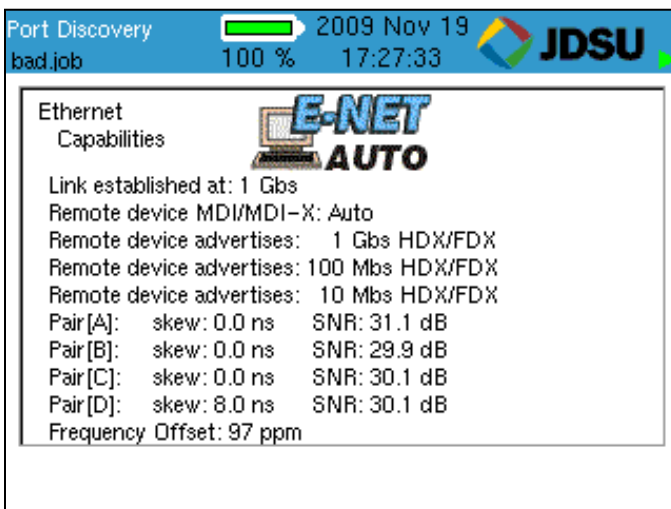 Port Discovery
2009 Nov 19
JDSU
bad.job
100 %
17:27:33
Ethernet
Capabilities
E-NET
AUTO
Link established at: 1 Gbs
Remote device MDI/MDI-X: Auto
Remote device advertises: 1 Gbs HDX/FDX
Remote device advertises: 100 Mbs HDX/FDX
Remote device advertises: 10 Mbs HDX/FDX
Pair[A]: skew: 0.0 ns SNR: 31.1 dB
Pair[B]: skew: 0.0 ns SNR: 29.9 dB
Pair[C]: skew: 0.0 ns SNR: 30.1 dB
Pair[D]: skew: 8.0 ns SNR: 30.1 dB
Frequency Offset: 97 ppm